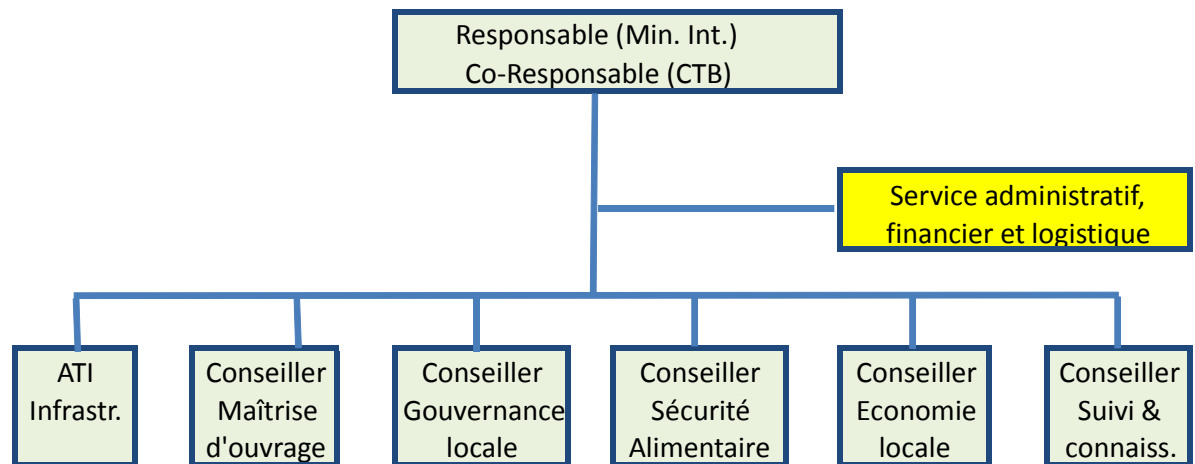 Responsable (Min. Int.)
Co-Responsable (CTB)
Service administratif,
financier et logistique
ATI
Infrastr.
Conseiller
Maîtrise
d'ouvrage
Conseiller
Gouvernance
locale
Conseiller
Sécurité
Alimentaire
Conseiller
Economie
locale
Conseiller
Suivi &
connaiss.